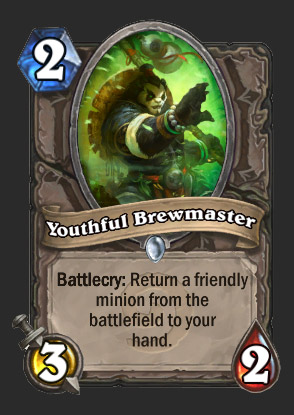 2
Youthful Brewmaster
Battlecry: Return a friendly
minion from the
battlefield to your
hand.
3
2